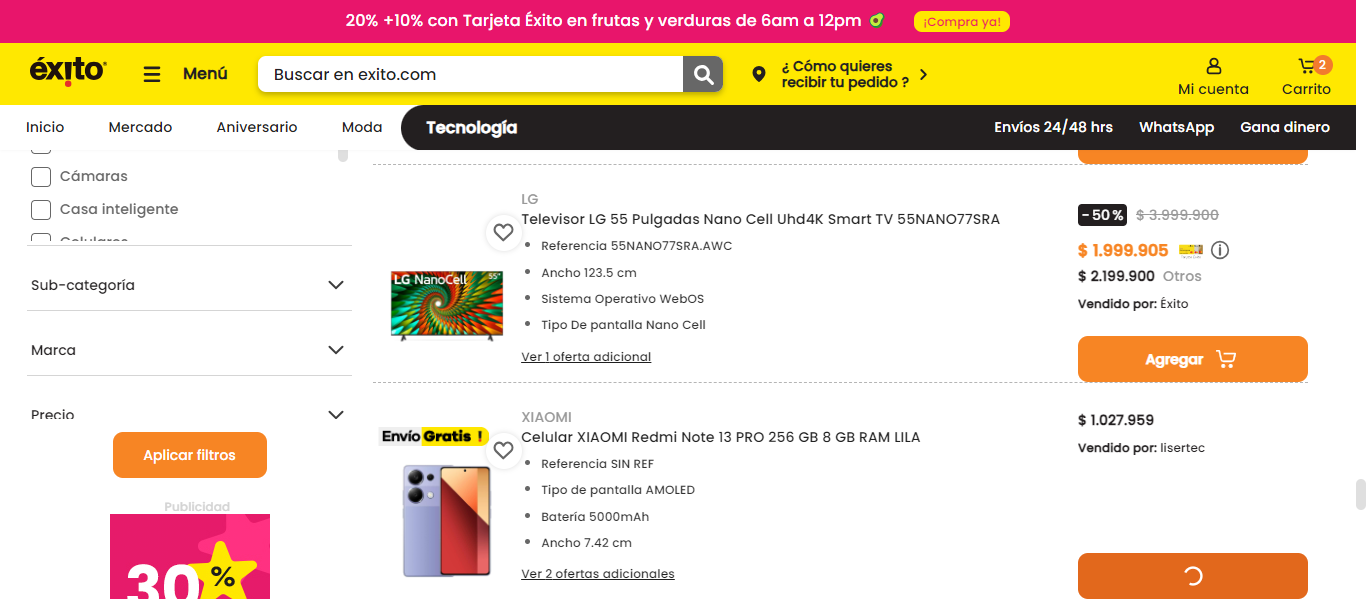 20% +10% con Tarjeta Éxito en frutas y verduras de 6am a 12pm
¡Compra ya!
éxito
Menú
Buscar en exito.com
¿ Cómo quieres
recibir tu pedido ?
Mi cuenta
2
Carrito
Inicio
Mercado
Aniversario
Moda
Tecnología
Envíos 24/48 hrs
WhatsApp
Gana dinero
Cámaras
Casa inteligente
Celulares
Sub-categoría
Marca
Precio
Aplicar filtros
Publicidad
30%
LG
Televisor LG 55 Pulgadas Nano Cell Uhd4K Smart TV 55NANO77SRA
Referencia 55NANO77SRA.AWC
Ancho 123.5 cm
Sistema Operativo WebOS
Tipo De pantalla Nano Cell
Ver 1 oferta adicional
LG NanoCell 55"
- 50 % $ 3.999.900
$ 1.999.905
$ 2.199.900 Otros
Vendido por: Éxito
Agregar
Envío Gratis !
XIAOMI
Celular XIAOMI Redmi Note 13 PRO 256 GB 8 GB RAM LILA
Referencia SIN REF
Tipo de pantalla AMOLED
Batería 5000mAh
Ancho 7.42 cm
Ver 2 ofertas adicionales
$ 1.027.959
Vendido por: lisertec